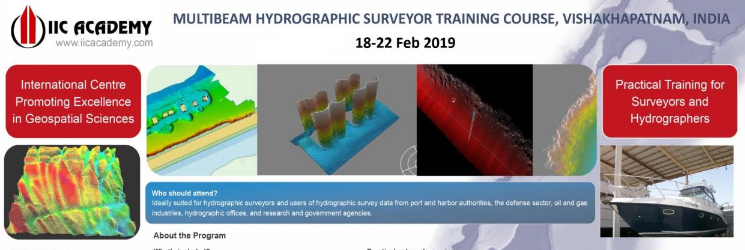 IIC ACADEMY
www.iicacademy.com
MULTIBEAM HYDROGRAPHIC SURVEYOR TRAINING COURSE, VISHAKHAPATNAM, INDIA
18-22 Feb 2019
International Centre
Promoting Excellence
in Geospatial Sciences
Practical Training for
Surveyors and
Hydrographers
Who should attend?
Ideally suited for hydrographic surveyors and users of hydrographic survey data from port and harbor authorities, the defense sector, oil and gas
industries, hydrographic offices, and research and government agencies.
About the Program